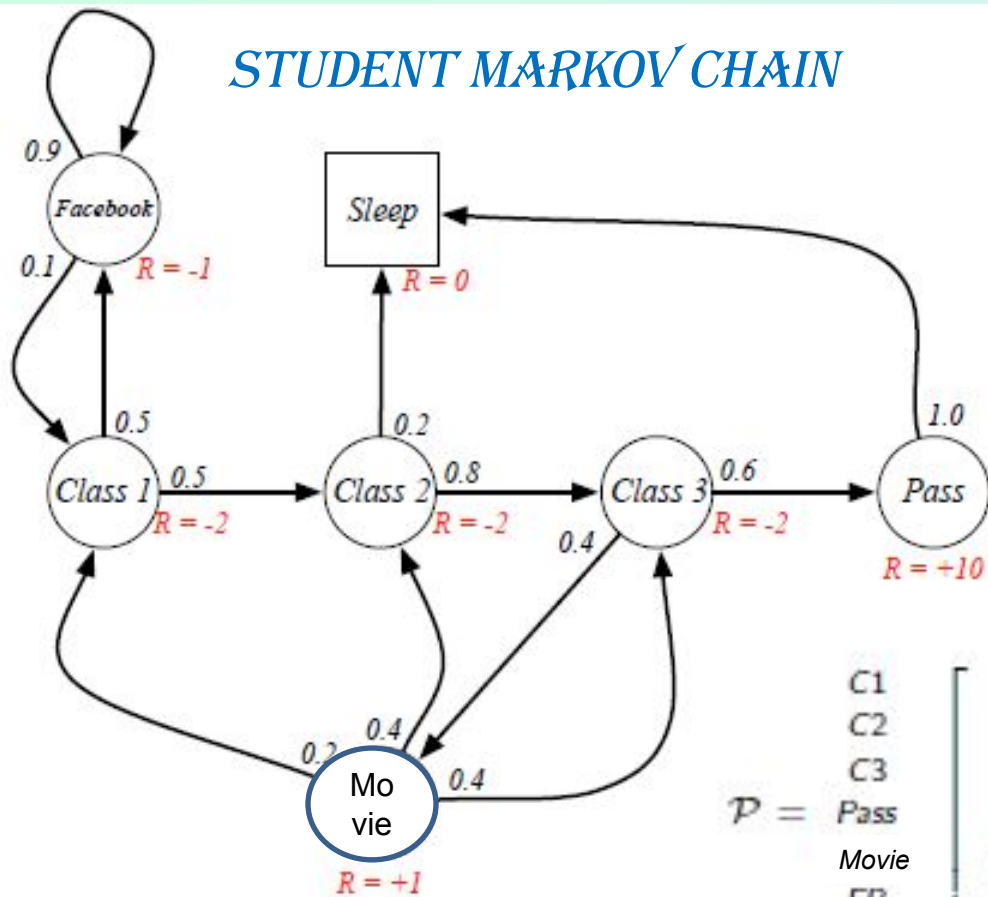 STUDENT MARKOV CHAIN
0.9
Facebook
Sleep
0.1
R = -1
R = 0
0.5
0.2
1.0
Class 1
0.5
Class 2
0.8
Class 3
0.6
Pass
R = -2
R = -2
R = -2
0.4
R = +10
C1
C2
C3
0.2
0.4
0.4
Mo
vie
P = Pass
Movie
R = +1